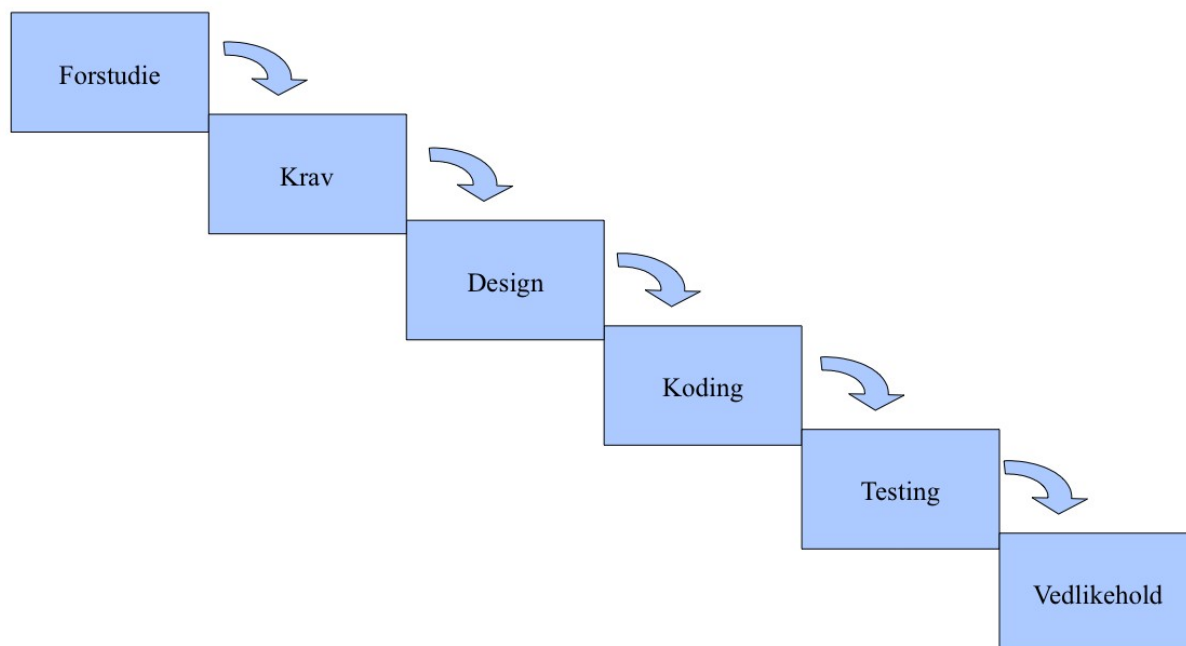 Forstudie
Krav
Design
Koding
Testing
Vedlikehold